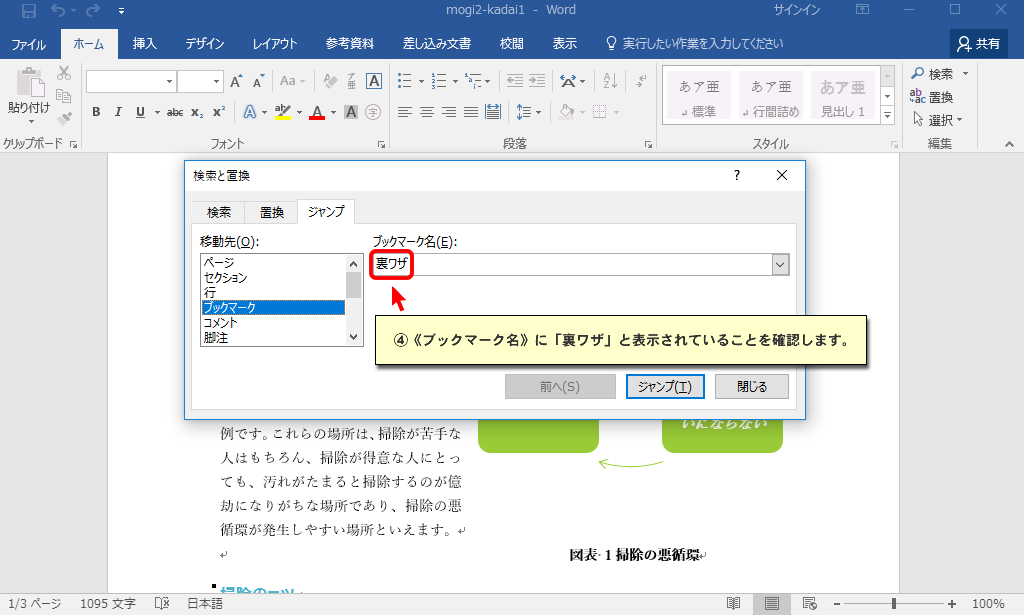 mogi2-kadai1 - Word
サインイン
ファイル ホーム 挿入 デザイン レイアウト 参考資料 差し込み文書 校閲 表示 実行したい作業を入力してください 共有
貼り付け
Aa
B I U abc x₂ x² A
あア亜 あア亜 あア亜
↲ 標準 ↲ 行間詰め 見出し 1
検索
置換
選択
クリップボード フォント 段落 スタイル 編集
検索と置換 ?
検索 置換 ジャンプ
移動先(O): ブックマーク名(E):
ページ
セクション
行
ブックマーク
コメント
脚注
裏ワザ
④《ブックマーク名》に「裏ワザ」と表示されていることを確認します。
前へ(S) ジャンプ(T) 閉じる
いにならない
例です。これらの場所は、掃除が苦手な
人はもちろん、掃除が得意な人にとっ
ても、汚れがたまると掃除するのが億
劫になりがちな場所であり、掃除の悪
循環が発生しやすい場所といえます。↵
↵
図表 1 掃除の悪循環↵
掃除のコツ
1/3 ページ 1095 文字 日本語 100%